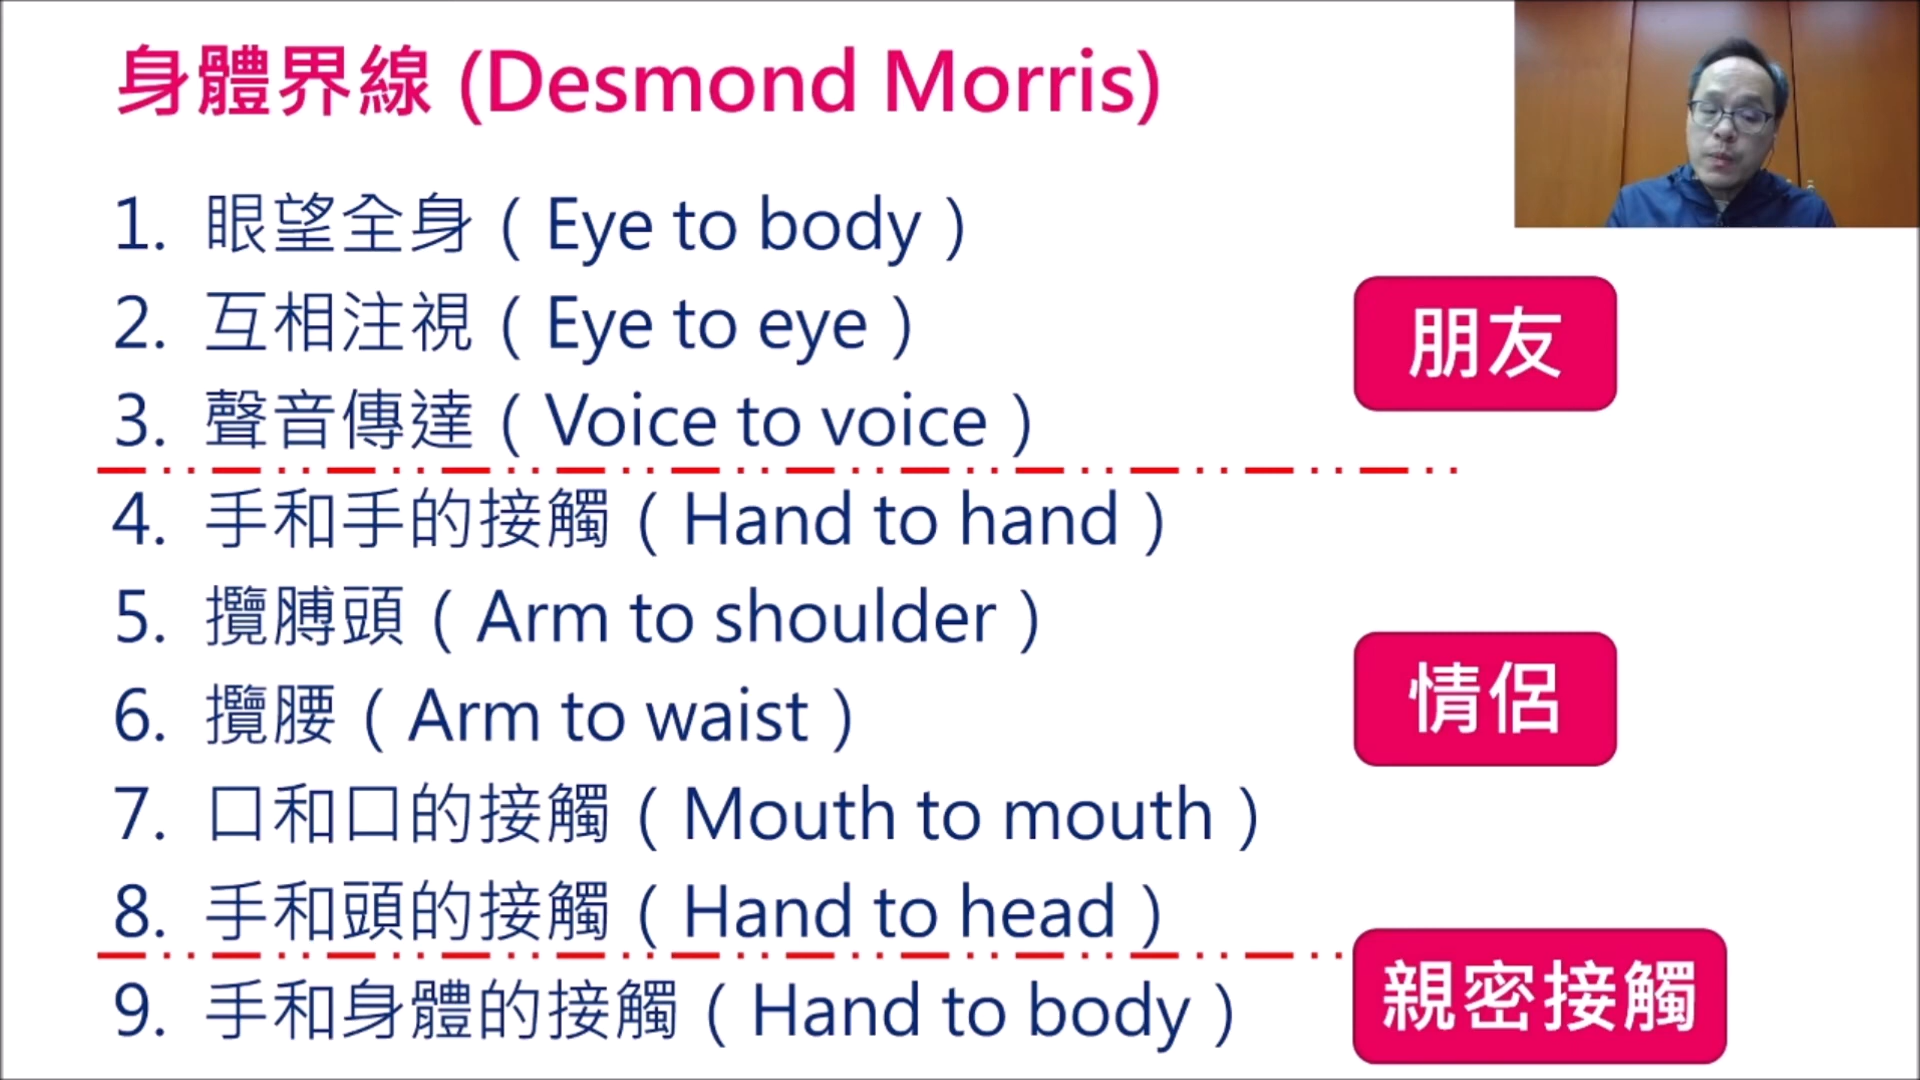 身體界線 (Desmond Morris)
1. 眼望全身（Eye to body）
2. 互相注視（Eye to eye）
朋友
3. 聲音傳達（Voice to voice）
4. 手和手的接觸（Hand to hand）
5. 攬膊頭（Arm to shoulder）
6. 攬腰（Arm to waist）
情侶
7. 口和口的接觸（Mouth to mouth）
8. 手和頭的接觸（Hand to head）
9. 手和身體的接觸（Hand to body）
親密接觸